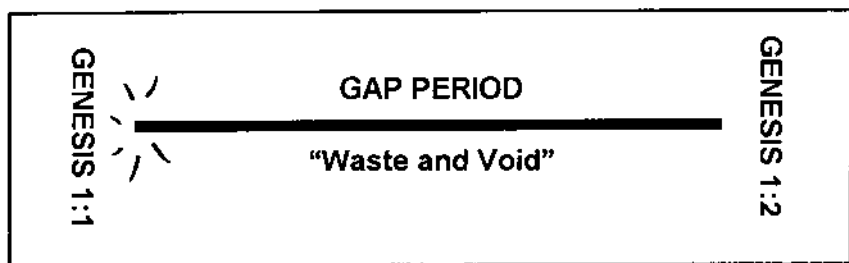 GENESIS 1:1
GAP PERIOD
“Waste and Void”
GENESIS 1:2